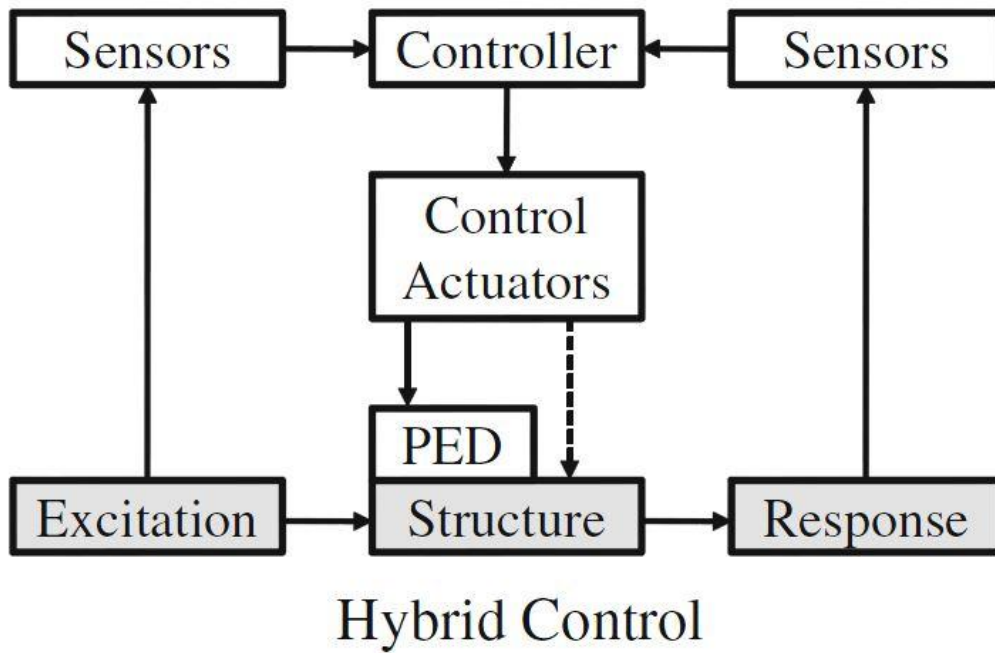 Sensors
Controller
Sensors
Control
Actuators
PED
Excitation
Structure
Response
Hybrid Control